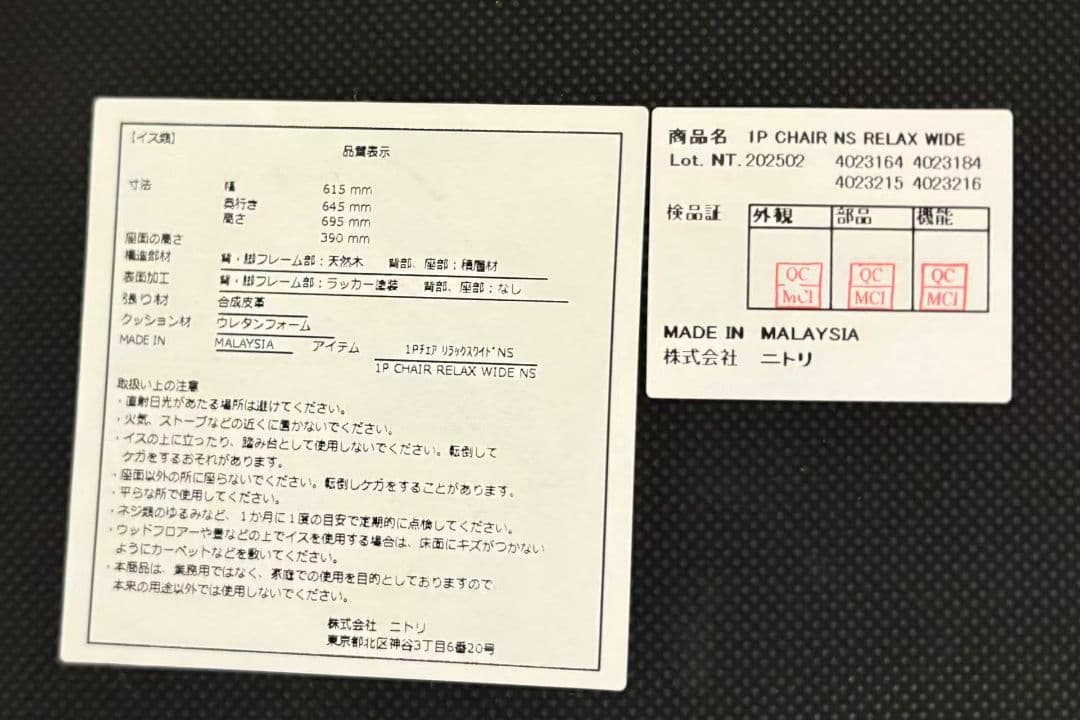 【イス類】
品質表示
寸法 幅 615 mm
奥行き 645 mm
高さ 695 mm
座面の高さ 390 mm
構造部材 背・脚フレーム部：天然木 背部、座部：積層材
表面加工 背・脚フレーム部：ラッカー塗装 背部、座部：なし
張り材 合成皮革
クッション材 ウレタンフォーム
MADE IN MALAYSIA アイテム 1Pチェア リラックスワイドNS
1P CHAIR RELAX WIDE NS
取扱い上の注意
・直射日光があたる場所は避けてください。
・火気、ストーブなどの近くに置かないでください。
・イスの上に立ったり、踏み台として使用しないでください。転倒して
ケガをするおそれがあります。
・座面以外の所に座らないでください。転倒しケガをすることがあります。
・平らな所で使用してください。
・ネジ類のゆるみなど、1か月に1度の目安で定期的に点検してください。
・ウッドフロアーや畳などの上でイスを使用する場合は、床面にキズがつかない
ようにカーペットなどを敷いてください。
・本商品は、業務用ではなく、家庭での使用を目的としておりますので、
本来の用途以外では使用しないでください。
株式会社 ニトリ
東京都北区神谷3丁目6番20号
商品名 1P CHAIR NS RELAX WIDE
Lot. NT. 202502 4023164 4023184
4023215 4023216
検品証 外観 部品 機能
QC QC QC
MCI MCI MCI
MADE IN MALAYSIA
株式会社 ニトリ